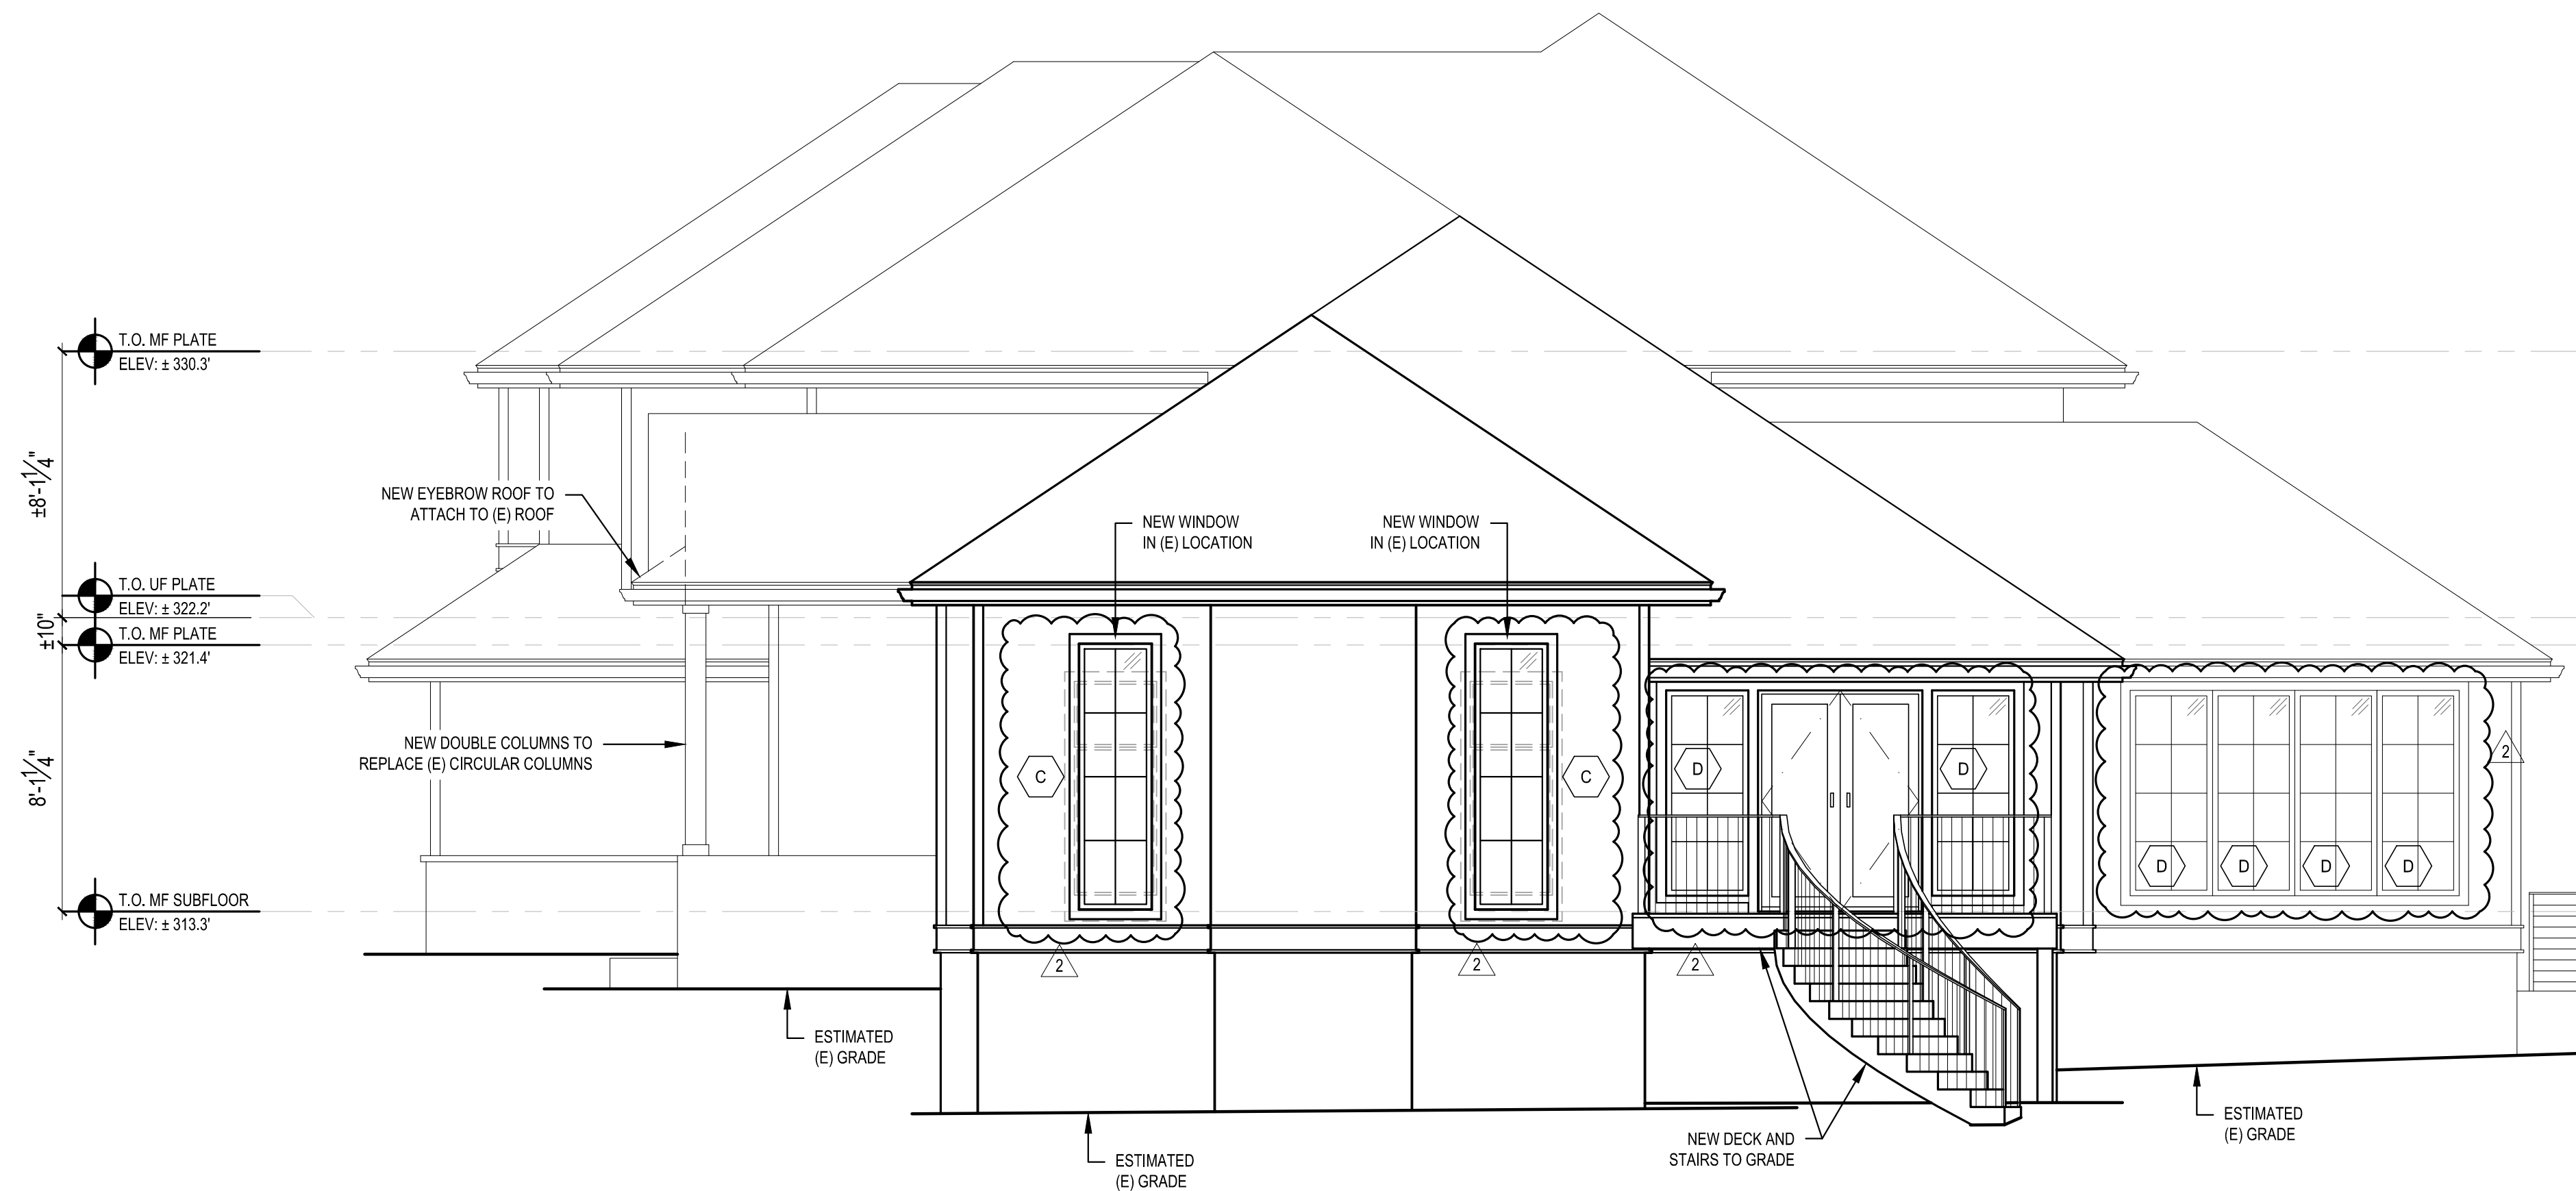 T.O. MF PLATE
ELEV: ± 330.3'
±8'-1¼"
NEW EYEBROW ROOF TO
ATTACH TO (E) ROOF
NEW WINDOW
IN (E) LOCATION
NEW WINDOW
IN (E) LOCATION
T.O. UF PLATE
ELEV: ± 322.2'
±10"
T.O. MF PLATE
ELEV: ± 321.4'
NEW DOUBLE COLUMNS TO
REPLACE (E) CIRCULAR COLUMNS
8'-1¼"
C
C
D
D
2
D
D
D
D
T.O. MF SUBFLOOR
ELEV: ± 313.3'
2
2
2
ESTIMATED
(E) GRADE
ESTIMATED
(E) GRADE
NEW DECK AND
STAIRS TO GRADE
ESTIMATED
(E) GRADE